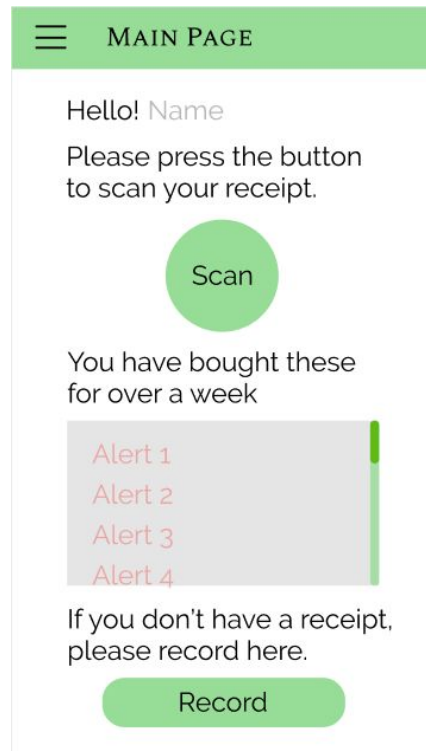 MAIN PAGE
Hello! Name
Please press the button
to scan your receipt.
Scan
You have bought these
for over a week
Alert 1
Alert 2
Alert 3
Alert 4
If you don’t have a receipt,
please record here.
Record